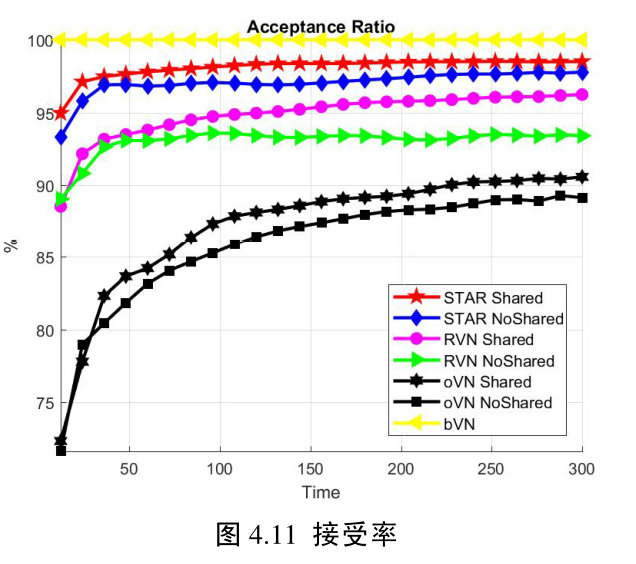 Acceptance Ratio
100
95
90
85
80
75
%
50
100
150
200
250
300
Time
STAR Shared
STAR NoShared
RVN Shared
RVN NoShared
oVN Shared
oVN NoShared
bVN
图 4.11 接受率